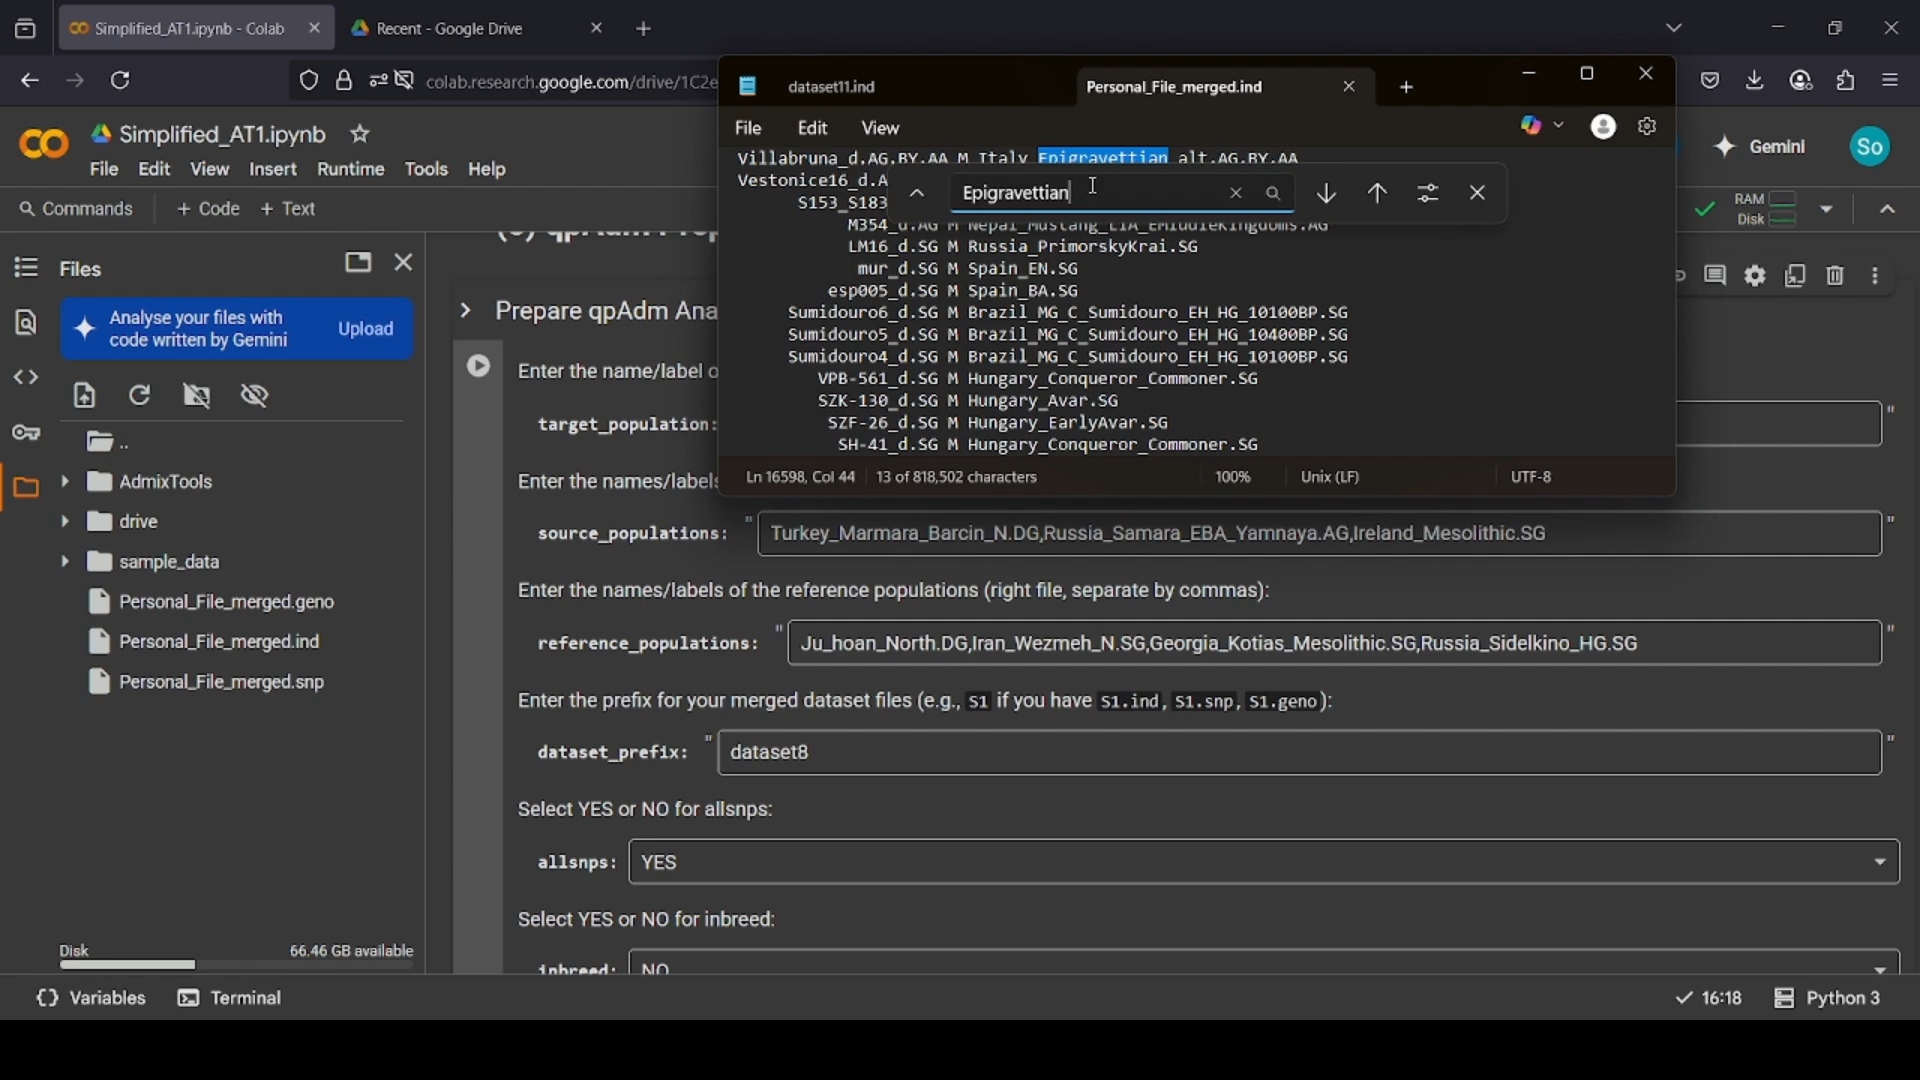 Simplified_AT1.ipynb - Colab
Recent - Google Drive
colab.research.google.com/drive/1C2e
Simplified_AT1.ipynb
File Edit View Insert Runtime Tools Help
Gemini
So
Commands + Code + Text
RAM
Disk
Files
Analyse your files with
code written by Gemini
Upload
..
AdmixTools
drive
sample_data
Personal_File_merged.geno
Personal_File_merged.ind
Personal_File_merged.snp
Disk 66.46 GB available
dataset11.ind
Personal_File_merged.ind
File Edit View
Villabruna_d.AG.BY.AA M Italy_Epigravettian_alt.AG.BY.AA
Vestonice16_d.A
Epigravettian
S153_S183
M354_d.AG M Nepal_Mustang_LIA_EMiddleKingdoms.AG
LM16_d.SG M Russia_PrimorskyKrai.SG
mur_d.SG M Spain_EN.SG
esp005_d.SG M Spain_BA.SG
Sumidouro6_d.SG M Brazil_MG_C_Sumidouro_EH_HG_10100BP.SG
Sumidouro5_d.SG M Brazil_MG_C_Sumidouro_EH_HG_10400BP.SG
Sumidouro4_d.SG M Brazil_MG_C_Sumidouro_EH_HG_10100BP.SG
VPB-561_d.SG M Hungary_Conqueror_Commoner.SG
SZK-130_d.SG M Hungary_Avar.SG
SZF-26_d.SG M Hungary_EarlyAvar.SG
SH-41_d.SG M Hungary_Conqueror_Commoner.SG
Ln 16598, Col 44 13 of 818,502 characters 100% Unix (LF) UTF-8
Prepare qpAdm Ana
Enter the name/label o
target_population: "
Enter the names/labels
source_populations: " Turkey_Marmara_Barcin_N.DG,Russia_Samara_EBA_Yamnaya.AG,Ireland_Mesolithic.SG "
Enter the names/labels of the reference populations (right file, separate by commas):
reference_populations: " Ju_hoan_North.DG,Iran_Wezmeh_N.SG,Georgia_Kotias_Mesolithic.SG,Russia_Sidelkino_HG.SG "
Enter the prefix for your merged dataset files (e.g., S1 if you have S1.ind, S1.snp, S1.geno):
dataset_prefix: " dataset8 "
Select YES or NO for allsnps:
allsnps: YES
Select YES or NO for inbreed:
inbreed: NO
Variables Terminal
16:18 Python 3